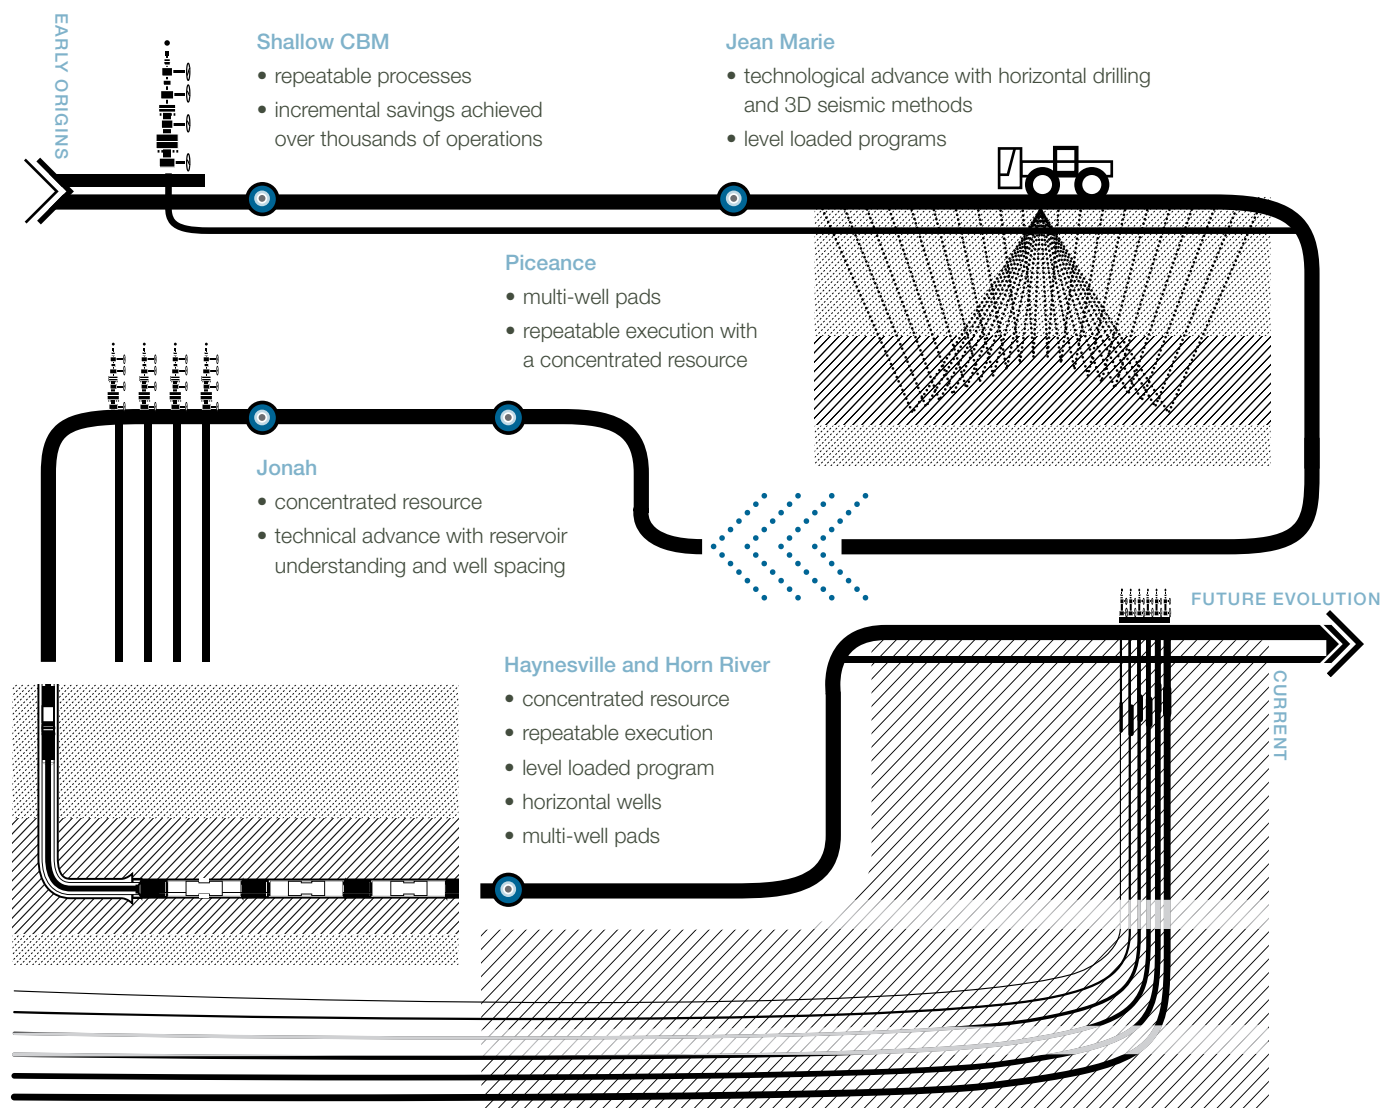 EARLY ORIGINS
Shallow CBM
• repeatable processes
• incremental savings achieved
over thousands of operations
Jean Marie
• technological advance with horizontal drilling
and 3D seismic methods
• level loaded programs
Piceance
• multi-well pads
• repeatable execution with
a concentrated resource
Jonah
• concentrated resource
• technical advance with reservoir
understanding and well spacing
FUTURE EVOLUTION
CURRENT
Haynesville and Horn River
• concentrated resource
• repeatable execution
• level loaded program
• horizontal wells
• multi-well pads